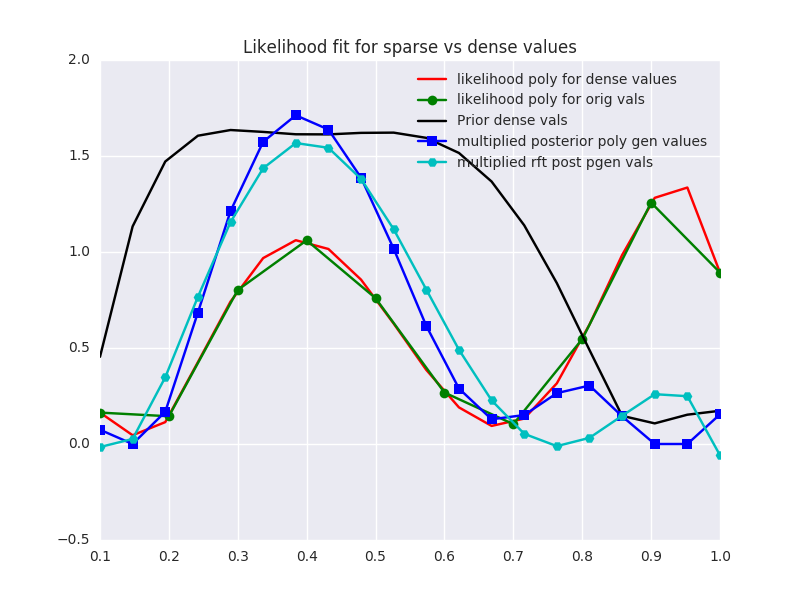 Likelihood fit for sparse vs dense values
likelihood poly for dense values
likelihood poly for orig vals
Prior dense vals
multiplied posterior poly gen values
multiplied rft post pgen vals
2.0
1.5
1.0
0.5
0.0
−0.5
0.1 0.2 0.3 0.4 0.5 0.6 0.7 0.8 0.9 1.0